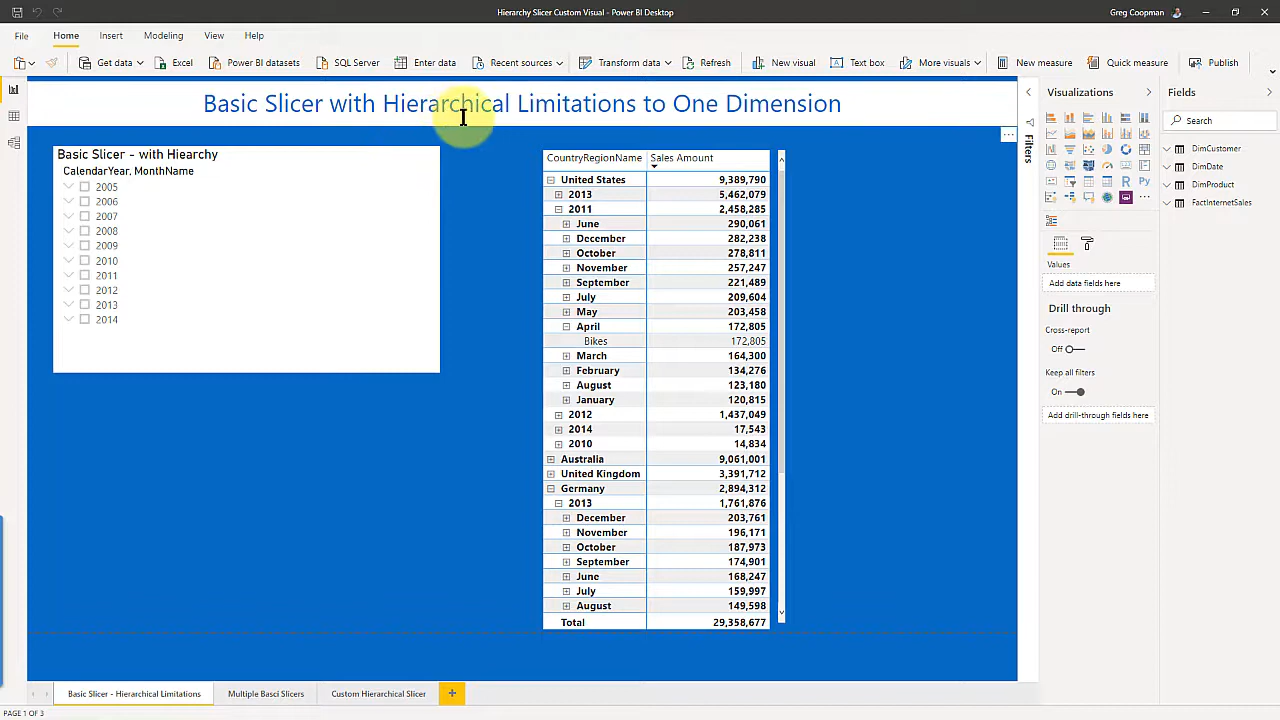 Hierarchy Slicer Custom Visual - Power BI Desktop
Greg Coopman
File Home Insert Modeling View Help
Get data Excel Power BI datasets SQL Server Enter data Recent sources Transform data Refresh New visual Text box More visuals New measure Quick measure Publish
Basic Slicer with Hierarchical Limitations to One Dimension
Basic Slicer - with Hiearchy
CalendarYear, MonthName
2005
2006
2007
2008
2009
2010
2011
2012
2013
2014
CountryRegionName Sales Amount
United States 9,389,790
2013 5,462,079
2011 2,458,285
June 290,061
December 282,238
October 278,811
November 257,247
September 221,489
July 209,604
May 203,458
April 172,805
Bikes 172,805
March 164,300
February 134,276
August 123,180
January 120,815
2012 1,437,049
2014 17,543
2010 14,834
Australia 9,061,001
United Kingdom 3,391,712
Germany 2,894,312
2013 1,761,876
December 203,761
November 196,171
October 187,973
September 174,901
June 168,247
July 159,997
August 149,598
Total 29,358,677
Filters
Visualizations
R Py
Values
Add data fields here
Drill through
Cross-report
Off
Keep all filters
On
Add drill-through fields here
Fields
Search
DimCustomer
DimDate
DimProduct
FactInternetSales
Basic Slicer - Hierarchical Limitations Multiple Basci Slicers Custom Hierarchical Slicer
PAGE 1 OF 3